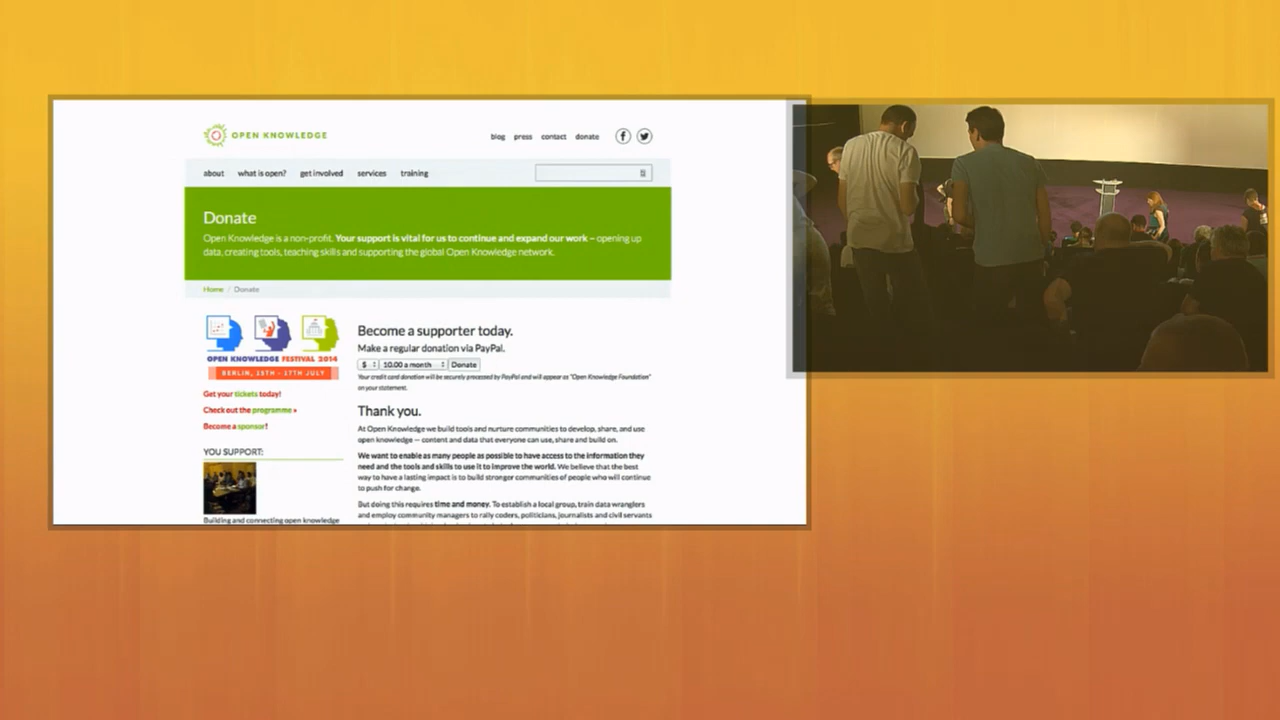 OPEN KNOWLEDGE
blog press contact donate
about what is open? get involved services training
Donate
Open Knowledge is a non-profit. Your support is vital for us to continue and expand our work – opening up
data, creating tools, teaching skills and supporting the global Open Knowledge network.
Home / Donate
OPEN KNOWLEDGE FESTIVAL 2014
BERLIN, 15TH - 17TH JULY
Get your tickets today!
Check out the programme »
Become a sponsor!
YOU SUPPORT:
Building and connecting open knowledge
Become a supporter today.
Make a regular donation via PayPal.
$ 10.00 a month Donate
Your credit card donation will be securely processed by PayPal and will appear as "Open Knowledge Foundation"
on your statement.
Thank you.
At Open Knowledge we build tools and nurture communities to develop, share, and use
open knowledge — content and data that everyone can use, share and build on.
We want to enable as many people as possible to have access to the information they
need and the tools and skills to use it to improve the world. We believe that the best
way to have a lasting impact is to build stronger communities of people who will continue
to push for change.
But doing this requires time and money. To establish a local group, train data wranglers
and employ community managers to rally coders, politicians, journalists and civil servants